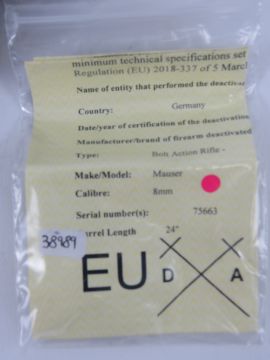 minimum technical specifications set
Regulation (EU) 2018-337 of 5 March
Name of entity that performed the deactivat
Country: Germany
Date/year of certification of the deactivation
Manufacturer/brand of firearm deactivated
Type: Bolt Action Rifle -
Make/Model: Mauser
Calibre: 8mm
Serial number(s): 75663
38989
arrel Length 24"
EU D A